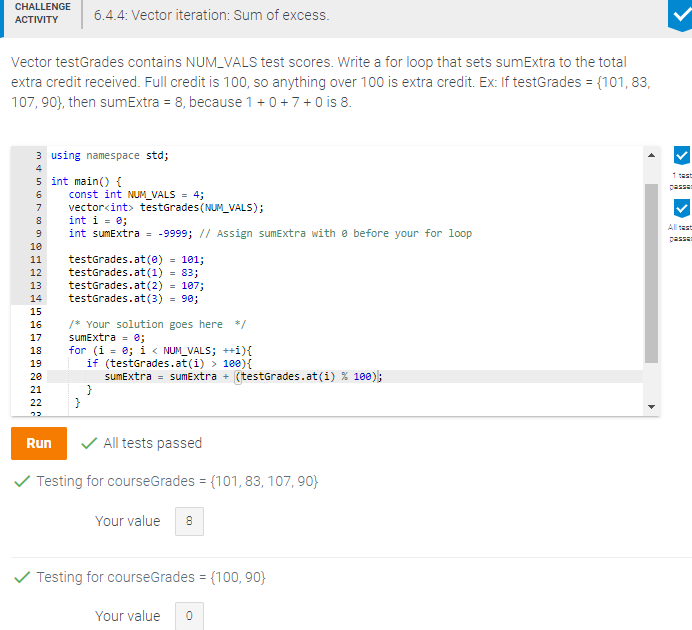 CHALLENGE
ACTIVITY
6.4.4: Vector iteration: Sum of excess.
Vector testGrades contains NUM_VALS test scores. Write a for loop that sets sumExtra to the total
extra credit received. Full credit is 100, so anything over 100 is extra credit. Ex: If testGrades = {101, 83,
107, 90}, then sumExtra = 8, because 1 + 0 + 7 + 0 is 8.
3 using namespace std;
4
5 int main() {
6 const int NUM_VALS = 4;
7 vector<int> testGrades(NUM_VALS);
8 int i = 0;
9 int sumExtra = -9999; // Assign sumExtra with 0 before your for loop
10
11 testGrades.at(0) = 101;
12 testGrades.at(1) = 83;
13 testGrades.at(2) = 107;
14 testGrades.at(3) = 90;
15
16 /* Your solution goes here */
17 sumExtra = 0;
18 for (i = 0; i < NUM_VALS; ++i){
19 if (testGrades.at(i) > 100){
20 sumExtra = sumExtra + (testGrades.at(i) % 100);
21 }
22 }
23
1 test
passe
All test
passe
Run
All tests passed
Testing for courseGrades = {101, 83, 107, 90}
Your value 8
Testing for courseGrades = {100, 90}
Your value 0